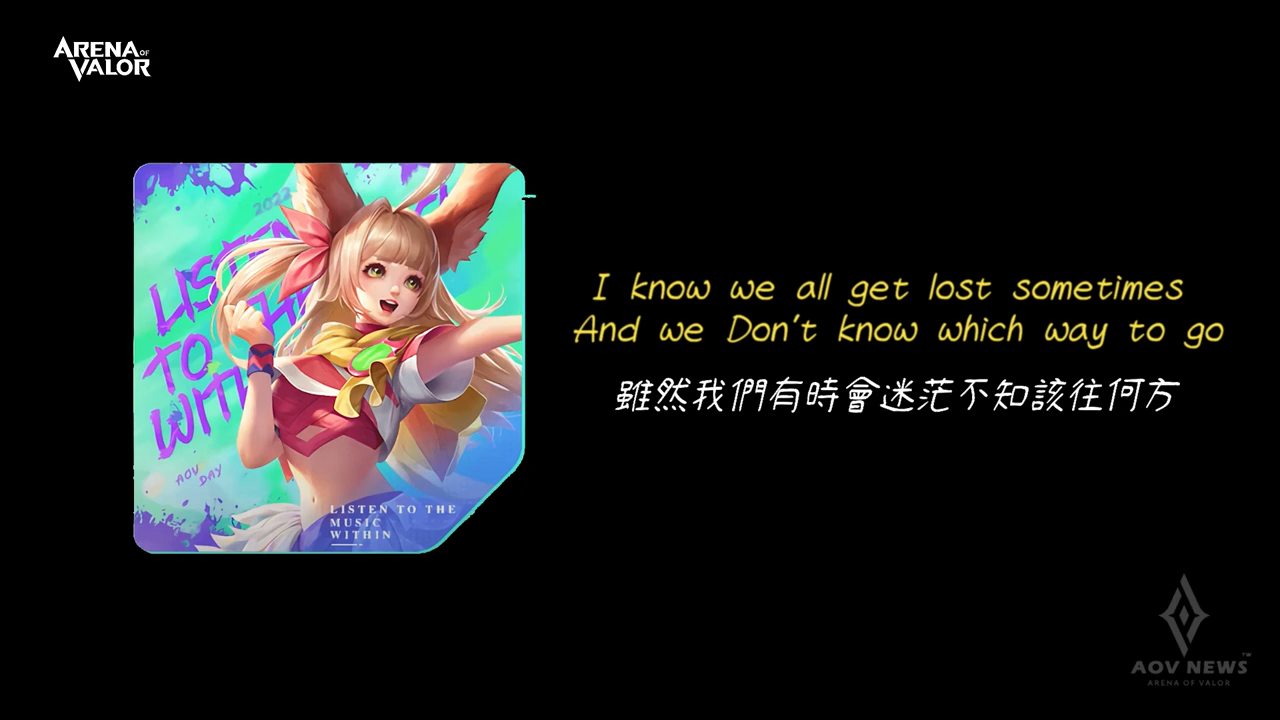 ARENA OF
VALOR
2022
LISTEN
TO
WITH
AOV
DAY
LISTEN TO THE
MUSIC
WITHIN
I know we all get lost sometimes
And we Don't know which way to go
雖然我們有時會迷茫不知該往何方
AOV NEWS™
ARENA OF VALOR